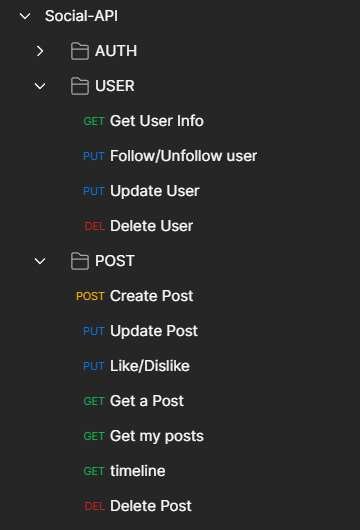 Social-API
AUTH
USER
GET Get User Info
PUT Follow/Unfollow user
PUT Update User
DEL Delete User
POST
POST Create Post
PUT Update Post
PUT Like/Dislike
GET Get a Post
GET Get my posts
GET timeline
DEL Delete Post